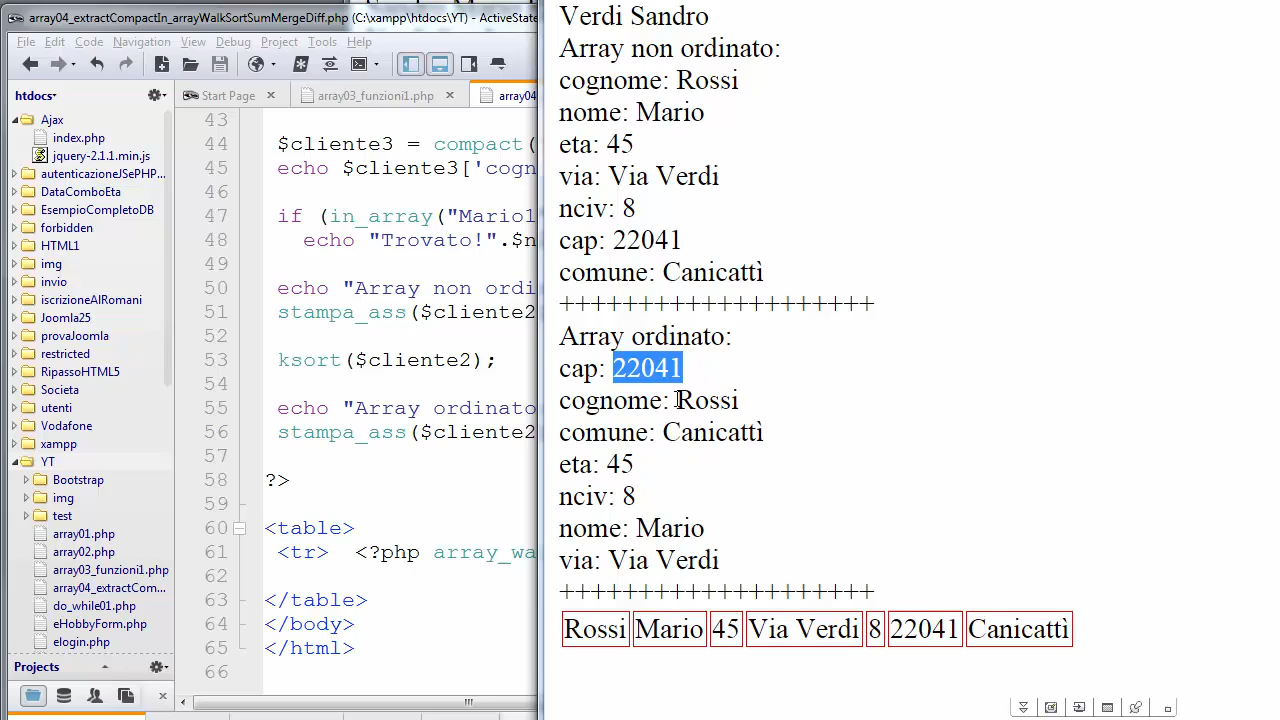 array04_extractCompactIn_arrayWalkSortSumMergeDiff.php (C:\xampp\htdocs\YT) - ActiveState
File Edit Code Navigation View Debug Project Tools Help
htdocs
Start Page
array03_funzioni1.php
array04
Ajax
index.php
jquery-2.1.1.min.js
autenticazioneJSePHP...
DataComboEta
EsempioCompletoDB
forbidden
HTML1
img
invio
iscrizioneAIRomani
Joomla25
provaJoomla
restricted
RipassoHTML5
Societa
utenti
Vodafone
xampp
YT
Bootstrap
img
test
array01.php
array02.php
array03_funzioni1.php
array04_extractCom...
do_while01.php
eHobbyForm.php
elogin.php
Projects
43
44 $cliente3 = compact(
45 echo $cliente3['cogn
46
47 if (in_array("Mario1
48 echo "Trovato!".$n
49
50 echo "Array non ordi
51 stampa_ass($cliente2
52
53 ksort($cliente2);
54
55 echo "Array ordinato
56 stampa_ass($cliente2
57
58 ?>
59
60 <table>
61 <tr> <?php array_wa
62
63 </table>
64 </body>
65 </html>
66
Verdi Sandro
Array non ordinato:
cognome: Rossi
nome: Mario
eta: 45
via: Via Verdi
nciv: 8
cap: 22041
comune: Canicattì
++++++++++++++++++++
Array ordinato:
cap: 22041
cognome: Rossi
comune: Canicattì
eta: 45
nciv: 8
nome: Mario
via: Via Verdi
++++++++++++++++++++
Rossi Mario 45 Via Verdi 8 22041 Canicattì